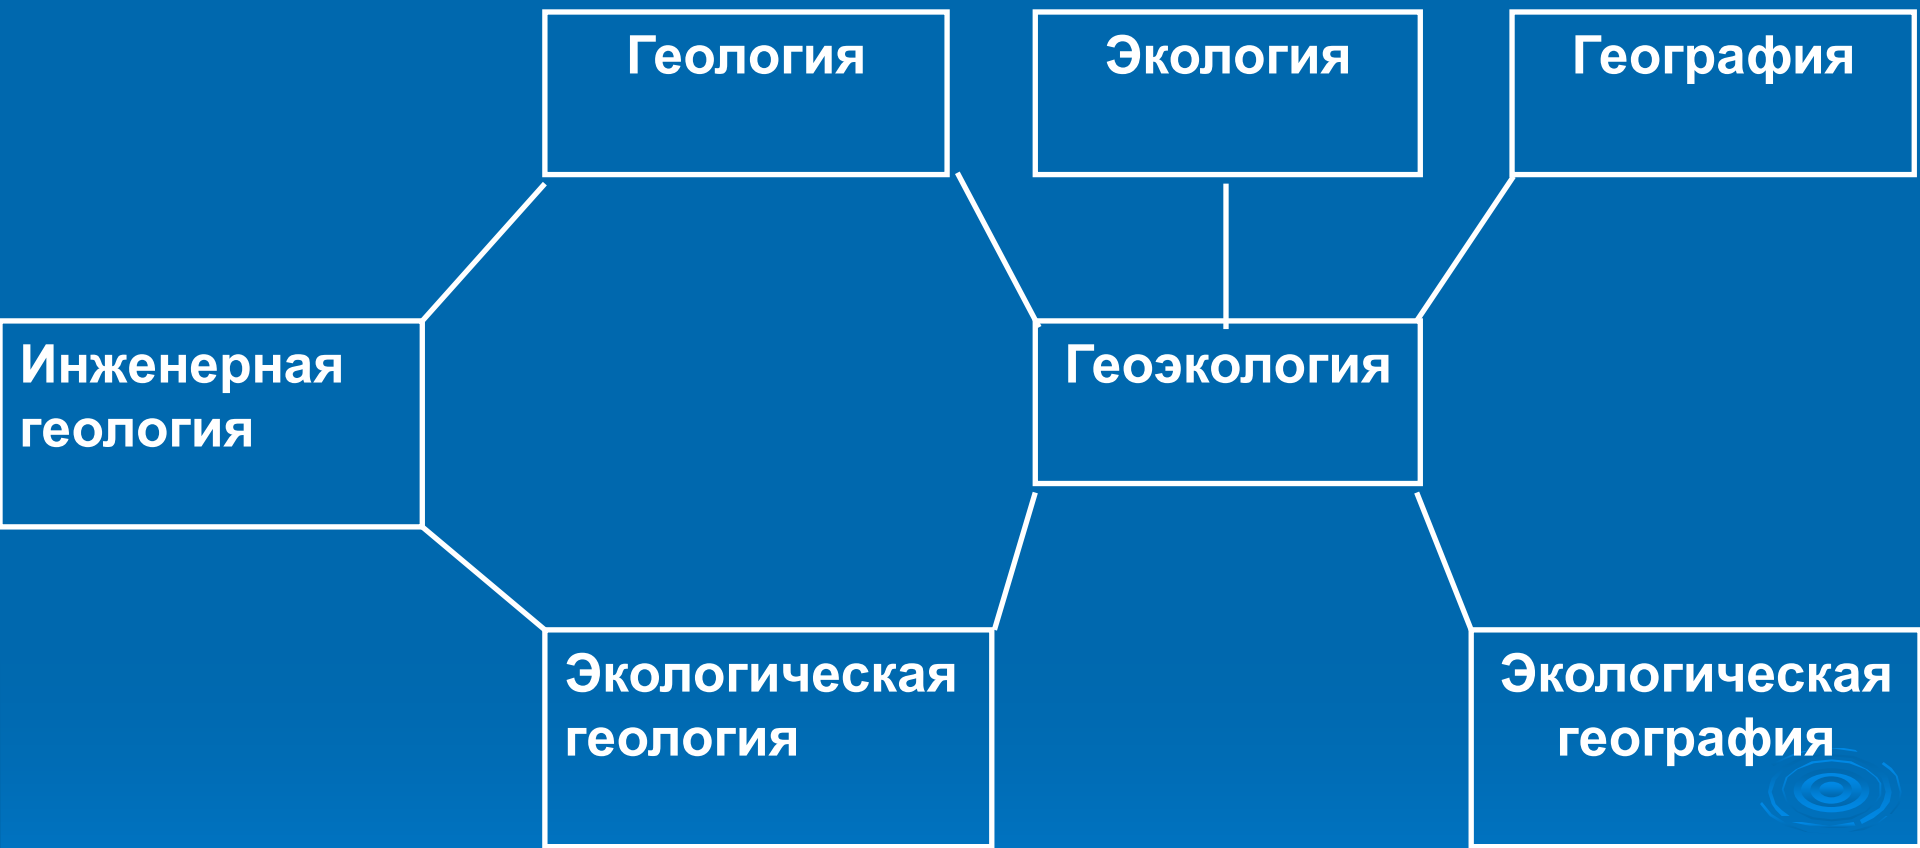 Геология
Экология
География
Инженерная
геология
Геоэкология
Экологическая
геология
Экологическая
география